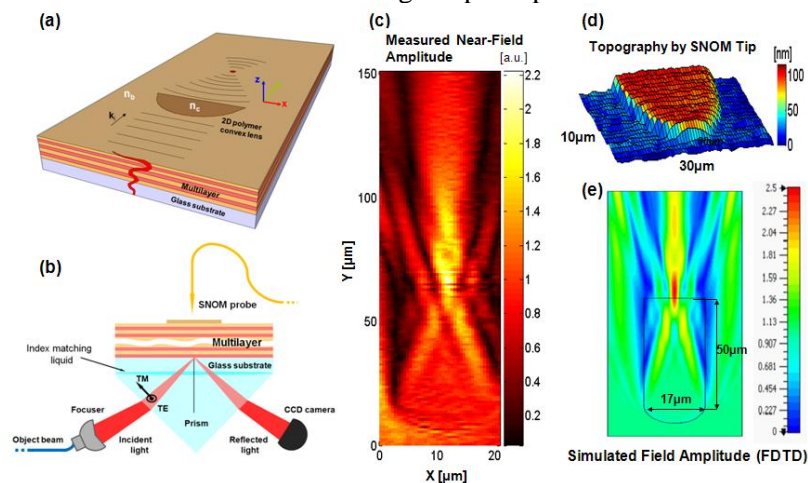 (a)
n_b
k_i
n_c
2D polymer
convex lens
z
x
Multilayer
Glass substrate
(b)
SNOM probe
Index matching
liquid
Multilayer
Glass substrate
TM
TE
Focuser
Prism
CCD camera
Object beam
Incident
light
Reflected
light
(c)
Measured Near-Field
Amplitude
[a.u.]
150
100
50
0
Y [µm]
0
10
20
X [µm]
2.2
2
1.8
1.6
1.4
1.2
1
0.8
0.6
0.4
0.2
(d)
Topography by SNOM Tip
[nm]
100
50
0
10µm
30µm
(e)
2.5
2.27
2.04
1.82
1.59
1.36
1.13
0.907
0.68
0.454
0.227
0
50µm
17µm
Simulated Field Amplitude (FDTD)